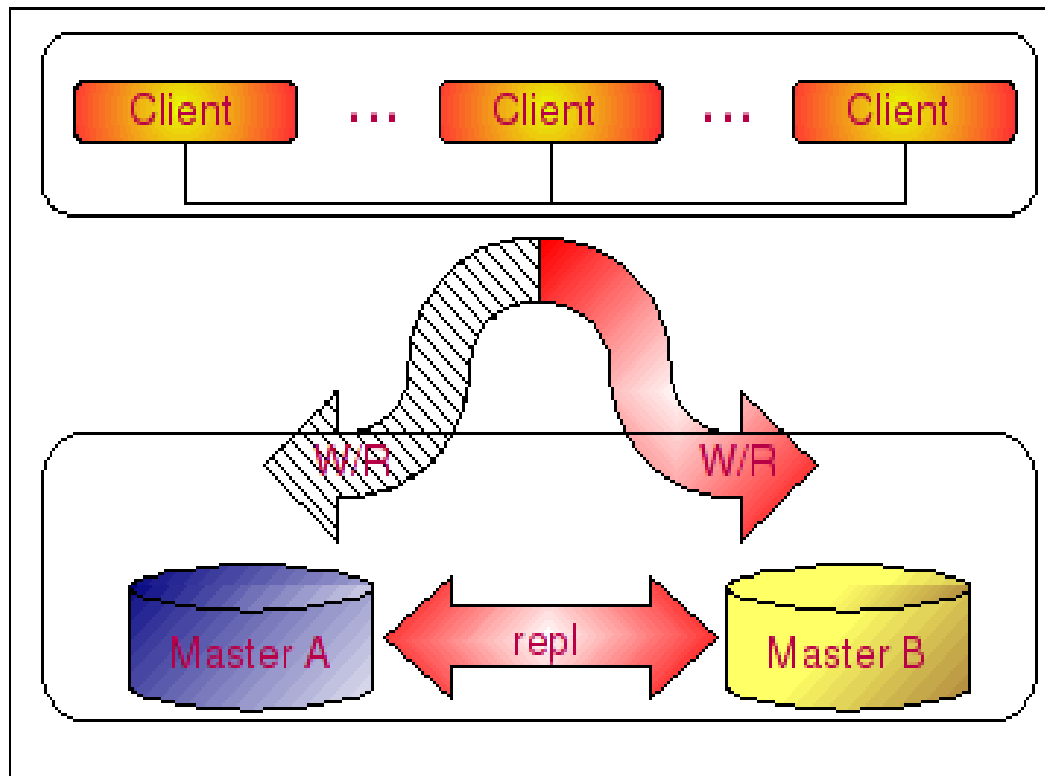 Client ... Client ... Client
W/R W/R
Master A repl Master B